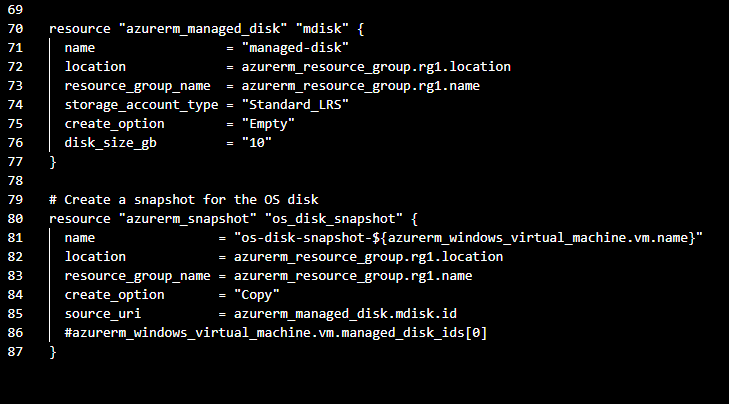 69
70 resource "azurerm_managed_disk" "mdisk" {
71   name                 = "managed-disk"
72   location             = azurerm_resource_group.rg1.location
73   resource_group_name  = azurerm_resource_group.rg1.name
74   storage_account_type = "Standard_LRS"
75   create_option        = "Empty"
76   disk_size_gb         = "10"
77 }
78
79 # Create a snapshot for the OS disk
80 resource "azurerm_snapshot" "os_disk_snapshot" {
81   name                = "os-disk-snapshot-${azurerm_windows_virtual_machine.vm.name}"
82   location            = azurerm_resource_group.rg1.location
83   resource_group_name = azurerm_resource_group.rg1.name
84   create_option       = "Copy"
85   source_uri          = azurerm_managed_disk.mdisk.id
86   #azurerm_windows_virtual_machine.vm.managed_disk_ids[0]
87 }